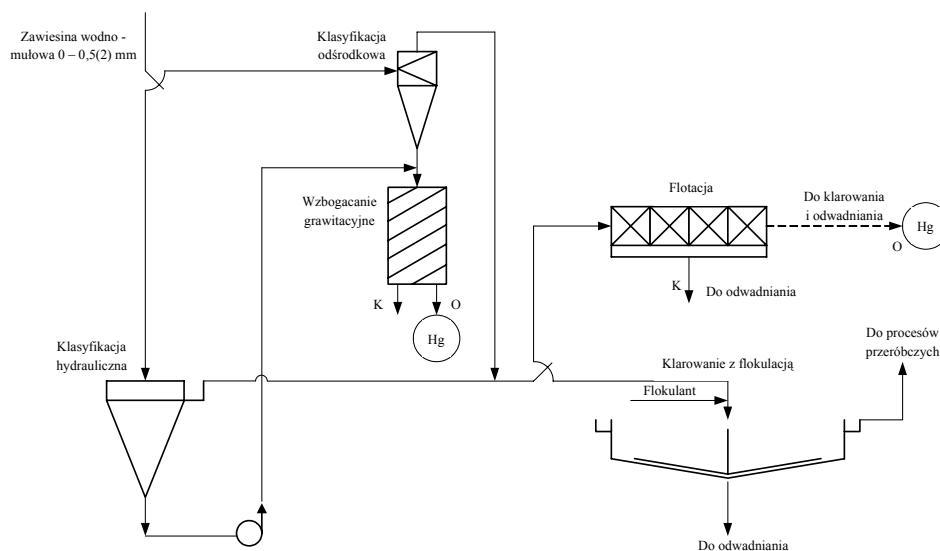 Zawiesina wodno -
mułowa 0 – 0,5(2) mm
Klasyfikacja
odśrodkowa
Wzbogacanie
grawitacyjne
K
O
Hg
Flotacja
Do klarowania
i odwadniania
Hg
O
K
Do odwadniania
Klasyfikacja
hydrauliczna
Klarowanie z flokulacją
Flokulant
Do procesów
przeróbczych
Do odwadniania